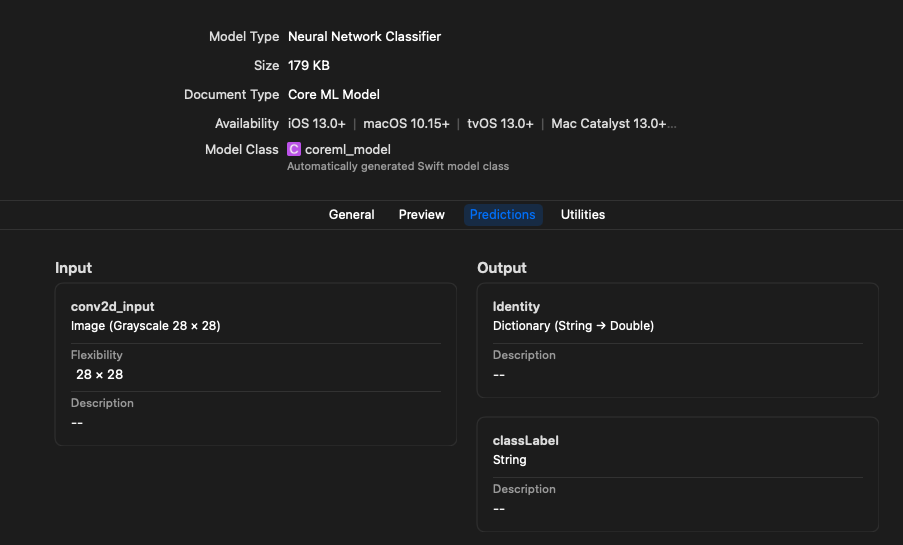 Model Type Neural Network Classifier
Size 179 KB
Document Type Core ML Model
Availability iOS 13.0+ | macOS 10.15+ | tvOS 13.0+ | Mac Catalyst 13.0+...
Model Class C coreml_model
Automatically generated Swift model class
General Preview Predictions Utilities
Input
conv2d_input
Image (Grayscale 28 × 28)
Flexibility
28 × 28
Description
--
Output
Identity
Dictionary (String → Double)
Description
--
classLabel
String
Description
--